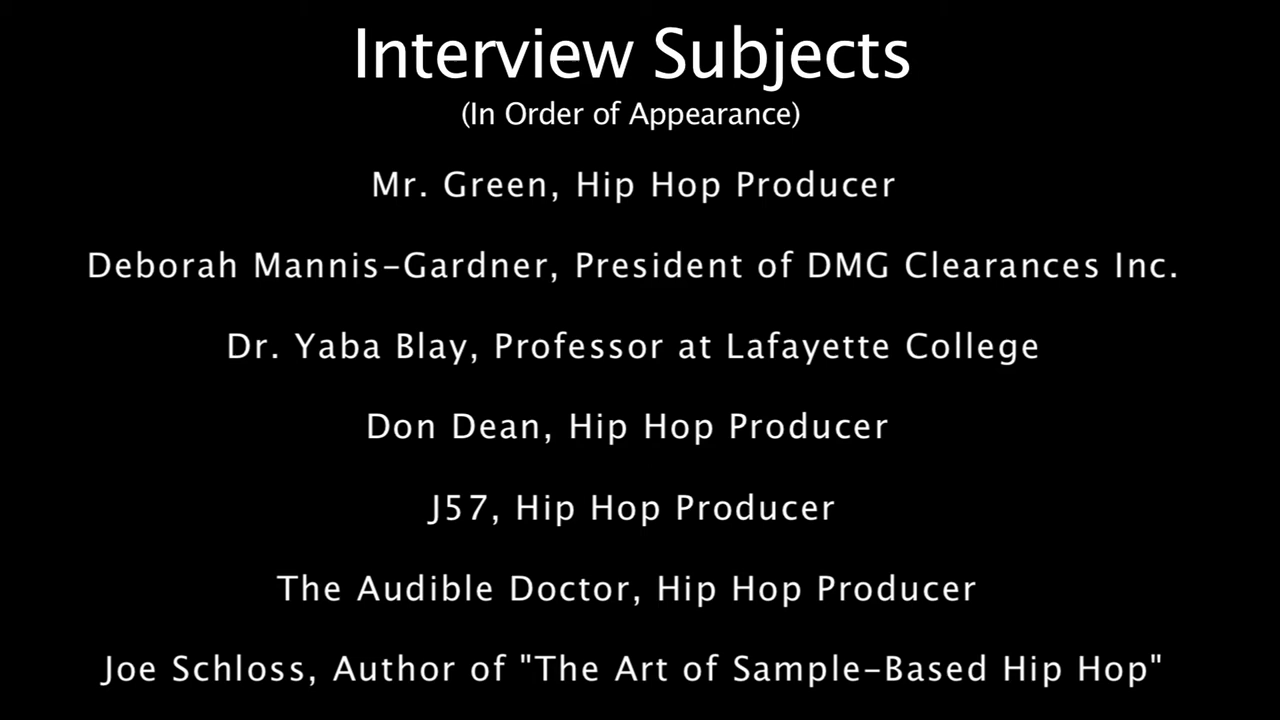 Interview Subjects
(In Order of Appearance)
Mr. Green, Hip Hop Producer
Deborah Mannis-Gardner, President of DMG Clearances Inc.
Dr. Yaba Blay, Professor at Lafayette College
Don Dean, Hip Hop Producer
J57, Hip Hop Producer
The Audible Doctor, Hip Hop Producer
Joe Schloss, Author of "The Art of Sample-Based Hip Hop"